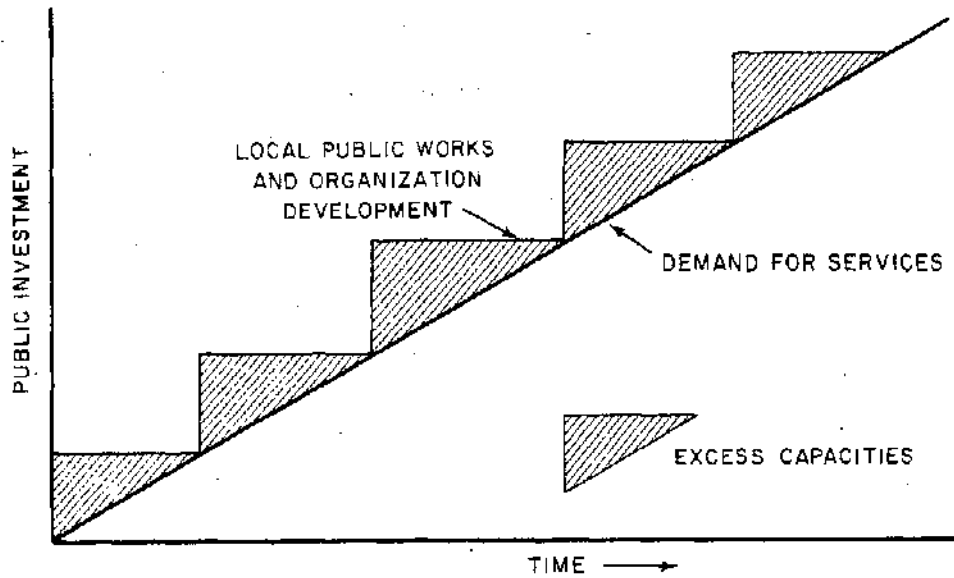 LOCAL PUBLIC WORKS
AND ORGANIZATION
DEVELOPMENT
DEMAND FOR SERVICES
PUBLIC INVESTMENT
EXCESS CAPACITIES
TIME